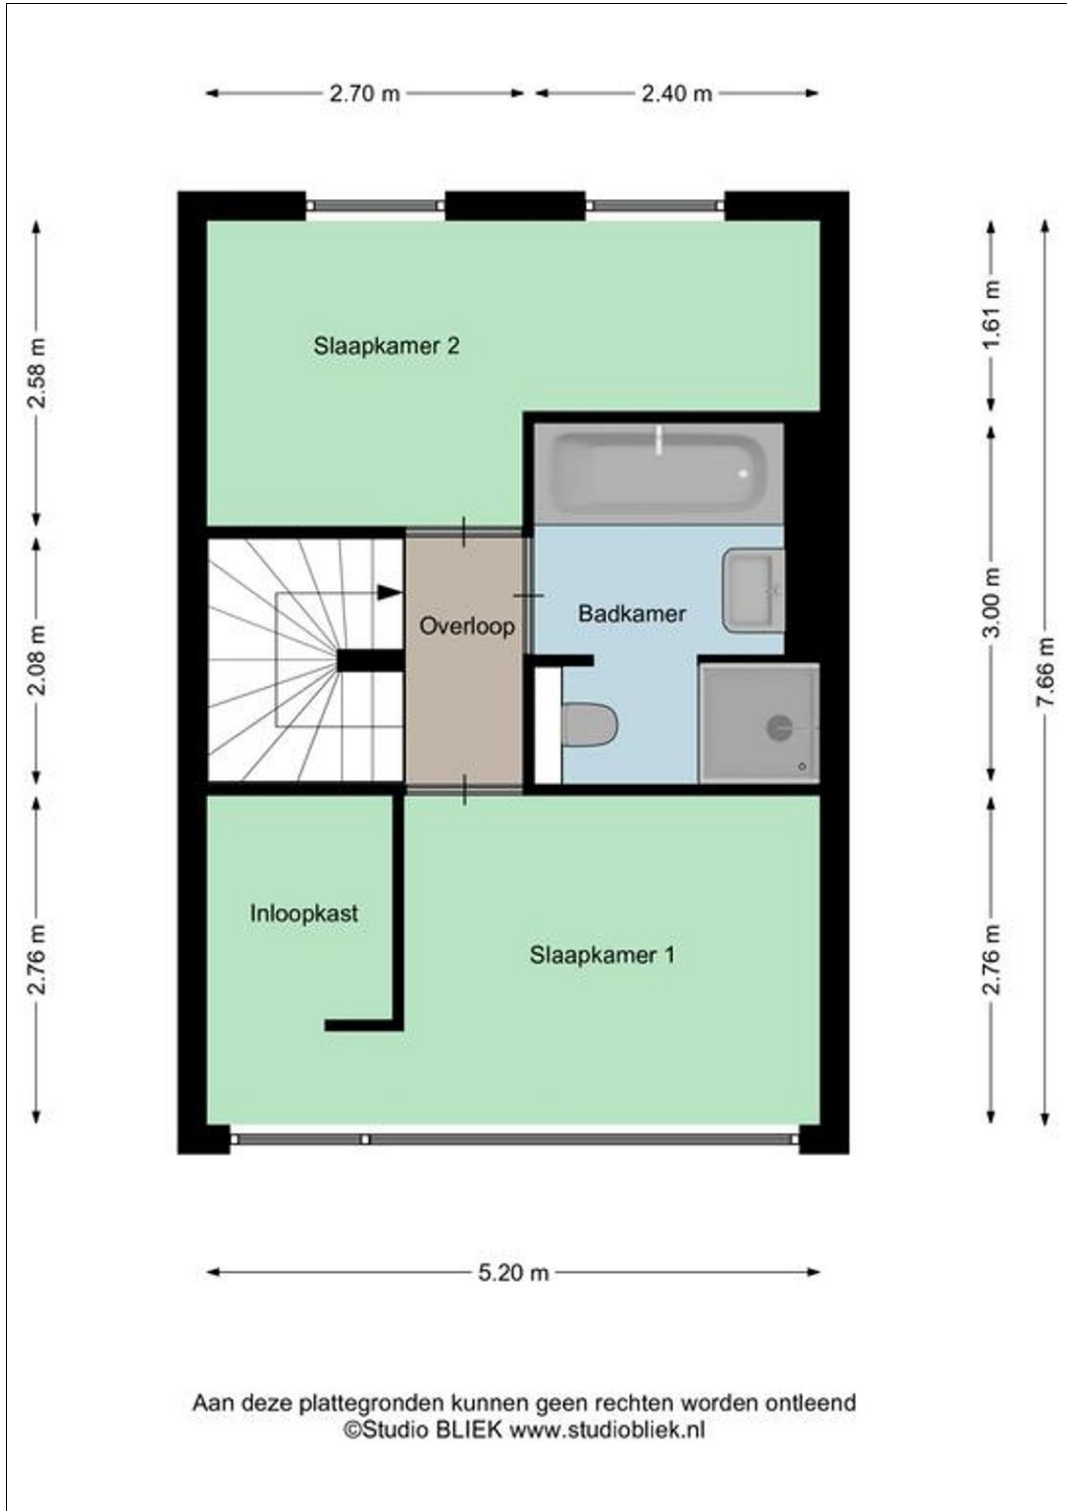 2.70 m
2.40 m
2.58 m
1.61 m
Slaapkamer 2
2.08 m
3.00 m
7.66 m
Overloop
Badkamer
2.76 m
2.76 m
Inloopkast
Slaapkamer 1
5.20 m
Aan deze plattegronden kunnen geen rechten worden ontleend
©Studio BLIEK www.studiobliek.nl